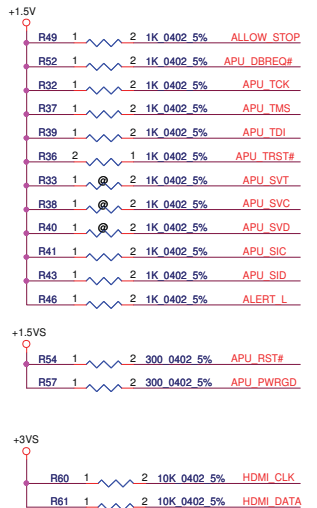 +1.5V
R49 1 2 1K_0402_5% ALLOW_STOP
R52 1 2 1K_0402_5% APU_DBREQ#
R32 1 2 1K_0402_5% APU_TCK
R37 1 2 1K_0402_5% APU_TMS
R39 1 2 1K_0402_5% APU_TDI
R36 2 1 1K_0402_5% APU_TRST#
R33 1 @ 2 1K_0402_5% APU_SVT
R38 1 @ 2 1K_0402_5% APU_SVC
R40 1 @ 2 1K_0402_5% APU_SVD
R41 1 2 1K_0402_5% APU_SIC
R43 1 2 1K_0402_5% APU_SID
R46 1 2 1K_0402_5% ALERT_L
+1.5VS
R54 1 2 300_0402_5% APU_RST#
R57 1 2 300_0402_5% APU_PWRGD
+3VS
R60 1 2 10K_0402_5% HDMI_CLK
R61 1 2 10K_0402_5% HDMI_DATA